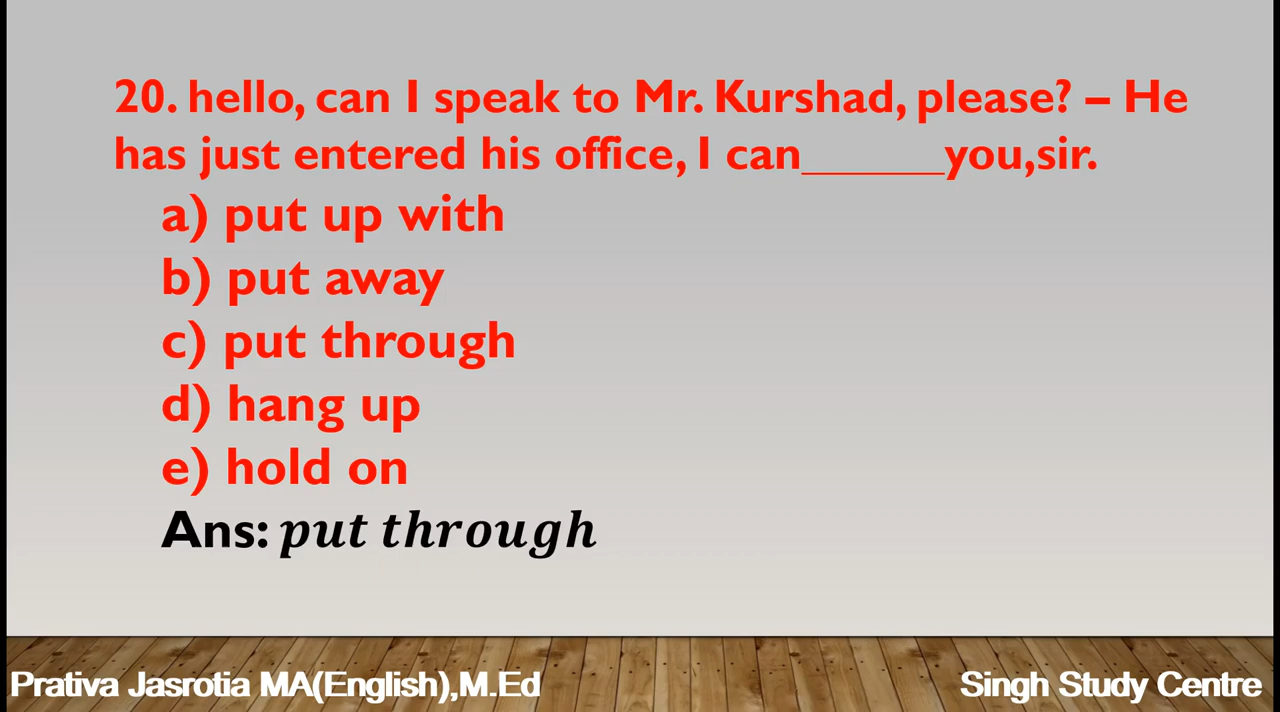 20. hello, can I speak to Mr. Kurshad, please? – He
has just entered his office, I can______you,sir.
a) put up with
b) put away
c) put through
d) hang up
e) hold on
Ans: put through
Prativa Jasrotia MA(English),M.Ed
Singh Study Centre